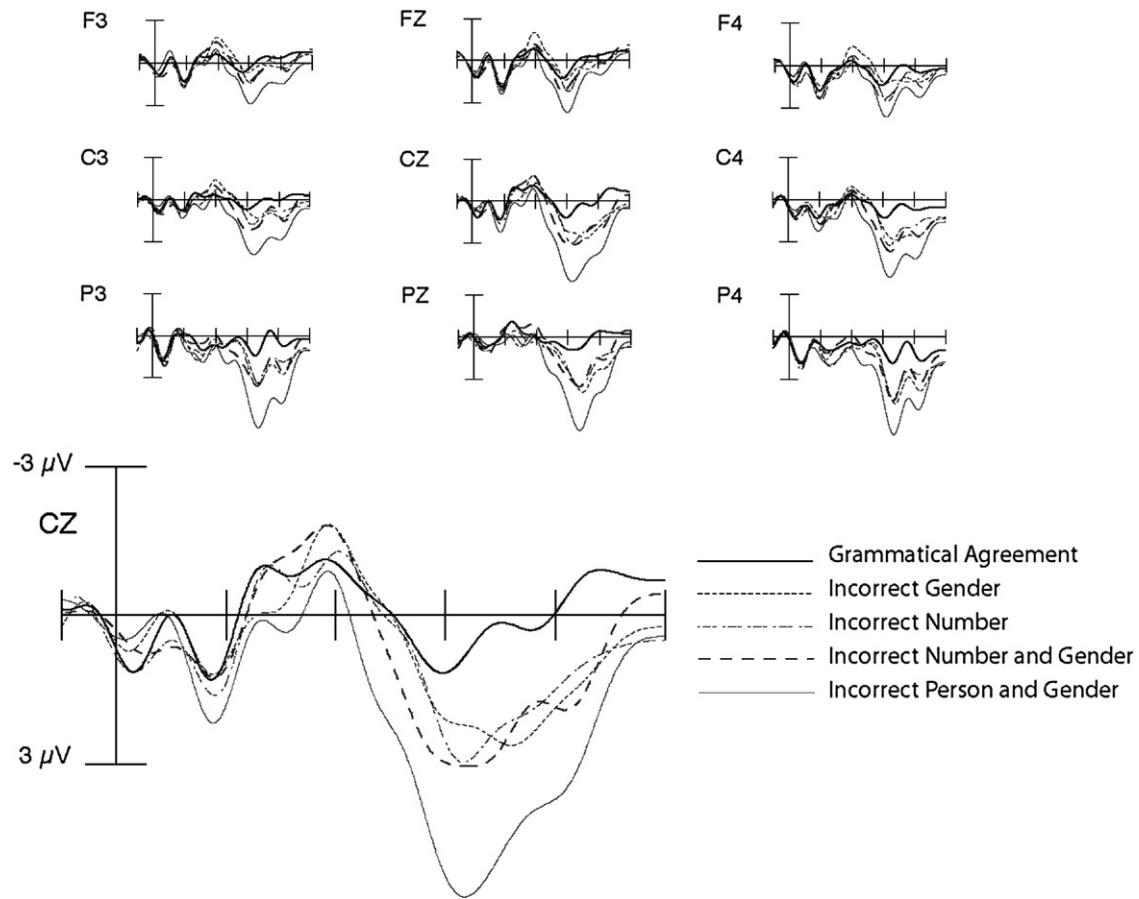 F3
FZ
F4
C3
CZ
C4
P3
PZ
P4
-3 µV
CZ
3 µV
Grammatical Agreement
Incorrect Gender
Incorrect Number
Incorrect Number and Gender
Incorrect Person and Gender